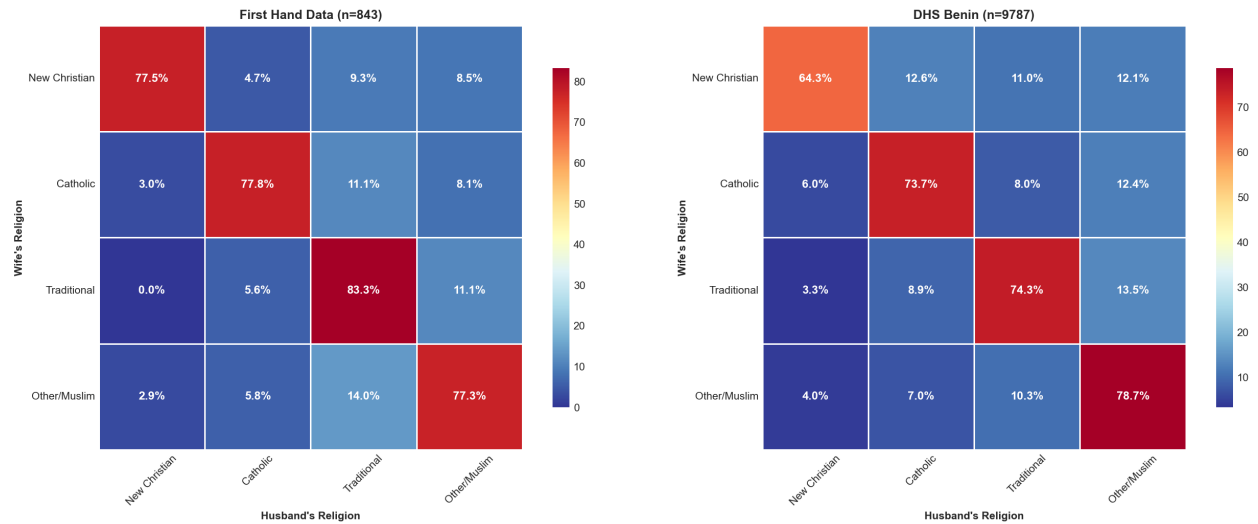 First Hand Data (n=843)
Wife's Religion
New Christian 77.5% 4.7% 9.3% 8.5%
Catholic 3.0% 77.8% 11.1% 8.1%
Traditional 0.0% 5.6% 83.3% 11.1%
Other/Muslim 2.9% 5.8% 14.0% 77.3%
New Christian Catholic Traditional Other/Muslim
Husband's Religion
80
70
60
50
40
30
20
10
0
DHS Benin (n=9787)
Wife's Religion
New Christian 64.3% 12.6% 11.0% 12.1%
Catholic 6.0% 73.7% 8.0% 12.4%
Traditional 3.3% 8.9% 74.3% 13.5%
Other/Muslim 4.0% 7.0% 10.3% 78.7%
New Christian Catholic Traditional Other/Muslim
Husband's Religion
70
60
50
40
30
20
10